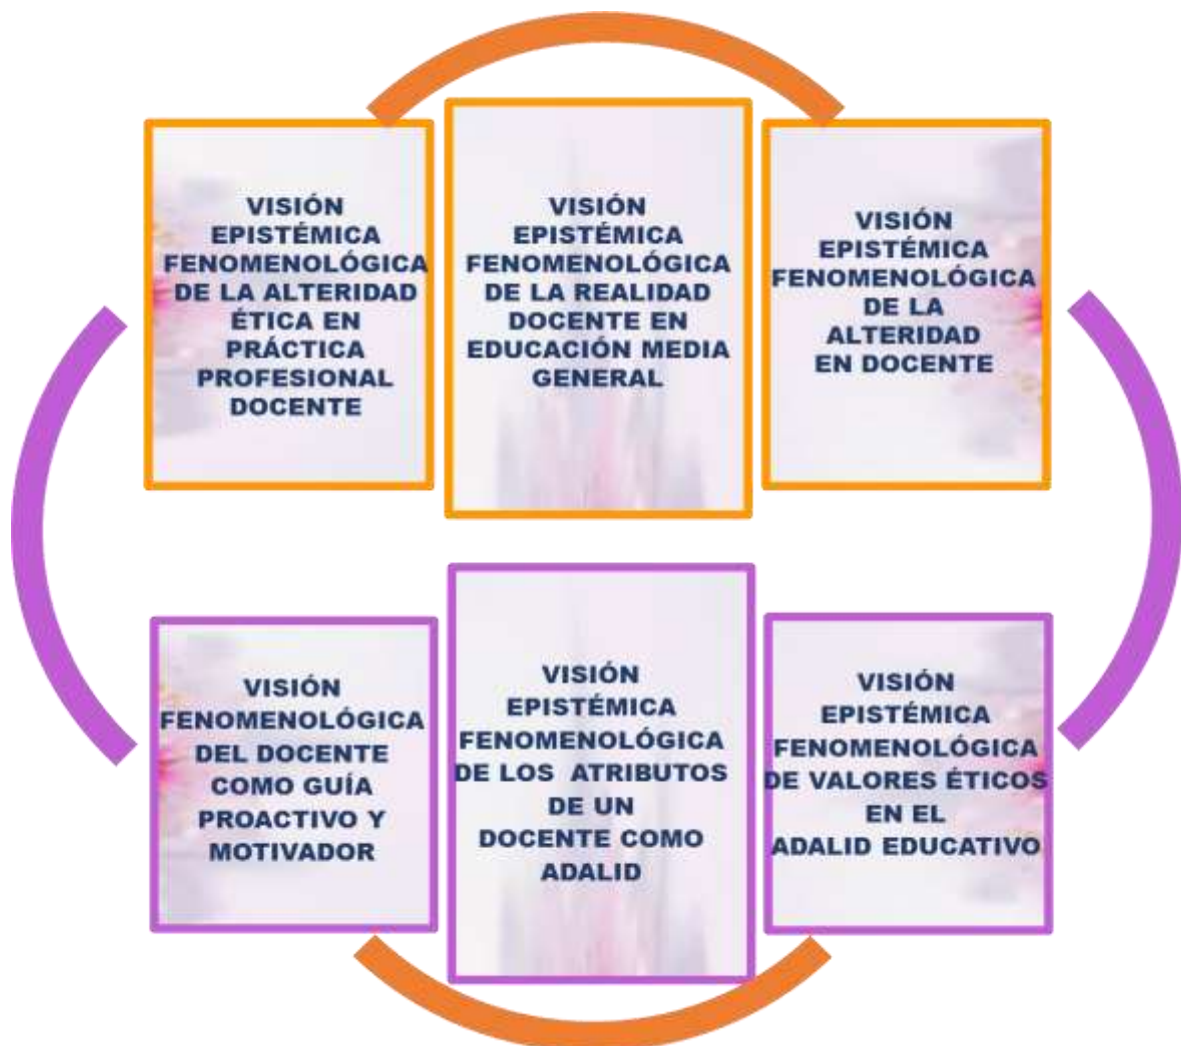 VISIÓN
EPISTÉMICA
FENOMENOLÓGICA
DE LA ALTERIDAD
ÉTICA EN
PRÁCTICA
PROFESIONAL
DOCENTE
VISIÓN
EPISTÉMICA
FENOMENOLÓGICA
DE LA REALIDAD
DOCENTE EN
EDUCACIÓN MEDIA
GENERAL
VISIÓN
EPISTÉMICA
FENOMENOLÓGICA
DE LA
ALTERIDAD
EN DOCENTE
VISIÓN
FENOMENOLÓGICA
DEL DOCENTE
COMO GUÍA
PROACTIVO Y
MOTIVADOR
VISIÓN
EPISTÉMICA
FENOMENOLÓGICA
DE LOS ATRIBUTOS
DE UN
DOCENTE COMO
ADALID
VISIÓN
EPISTÉMICA
FENOMENOLÓGICA
DE VALORES ÉTICOS
EN EL
ADALID EDUCATIVO